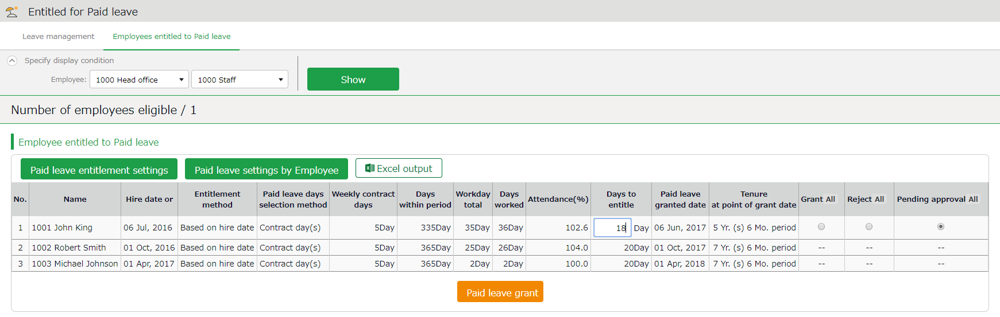 Entitled for Paid leave
Leave management Employees entitled to Paid leave
Specify display condition
Employee: 1000 Head office 1000 Staff Show
Number of employees eligible / 1
Employee entitled to Paid leave
Paid leave entitlement settings Paid leave settings by Employee Excel output
No. Name Hire date or Entitlement method Paid leave days selection method Weekly contract days Days within period Workday total Days worked Attendance(%) Days to entitle Paid leave granted date Tenure at point of grant date Grant All Reject All Pending approval All
1 1001 John King 06 Jul, 2016 Based on hire date Contract day(s) 5Day 335Day 35Day 36Day 102.6 18 Day 06 Jun, 2017 5 Yr. (s) 6 Mo. period
2 1002 Robert Smith 01 Oct, 2016 Based on hire date Contract day(s) 5Day 365Day 25Day 26Day 104.0 20Day 01 Oct, 2017 7 Yr. (s) 6 Mo. period -- -- --
3 1003 Michael Johnson 01 Apr, 2017 Based on hire date Contract day(s) 5Day 365Day 2Day 2Day 100.0 20Day 01 Apr, 2018 7 Yr. (s) 6 Mo. period -- -- --
Paid leave grant